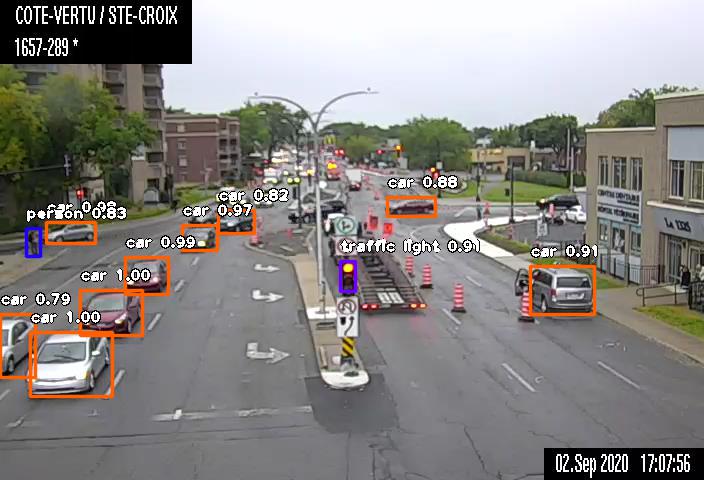 COTE-VERTU / STE-CROIX
1657-289 *
car 0.82
car 0.88
car 0.97
person 0.83
car 0.99
traffic light 0.91
car 0.91
car 1.00
car 0.79
car 1.00
CENTRE DENTAIRE
02.Sep 2020 17:07:56